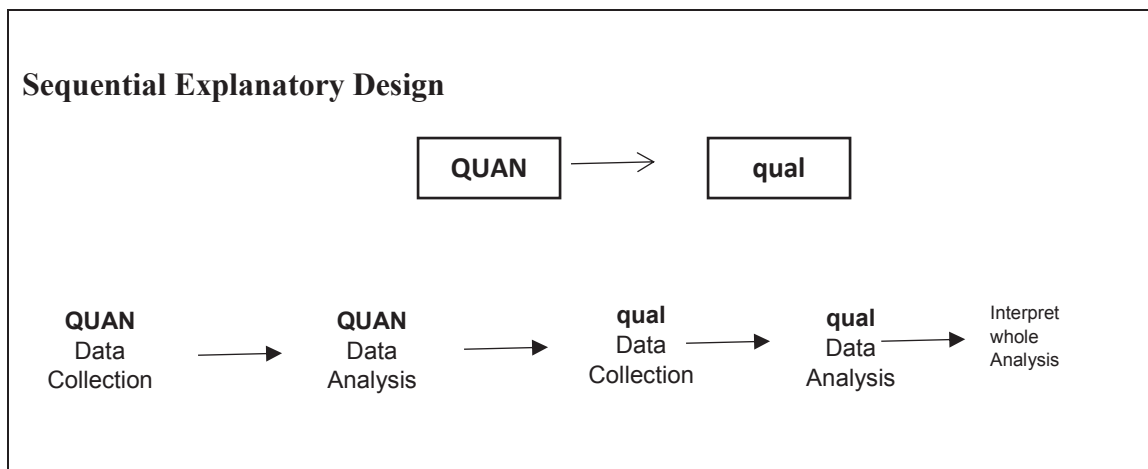 Sequential Explanatory Design
QUAN
qual
QUAN
Data
Collection
QUAN
Data
Analysis
qual
Data
Collection
qual
Data
Analysis
Interpret
whole
Analysis